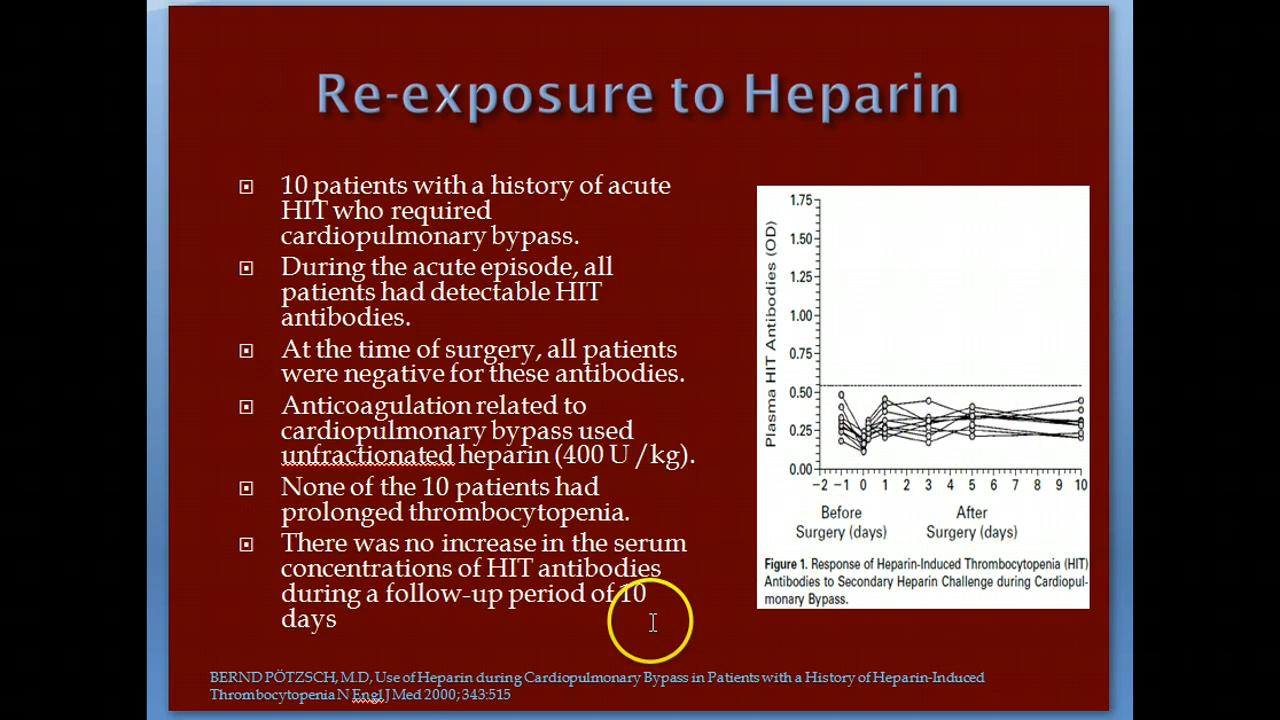 Re-exposure to Heparin
10 patients with a history of acute
HIT who required
cardiopulmonary bypass.
During the acute episode, all
patients had detectable HIT
antibodies.
At the time of surgery, all patients
were negative for these antibodies.
Anticoagulation related to
cardiopulmonary bypass used
unfractionated heparin (400 U /kg).
None of the 10 patients had
prolonged thrombocytopenia.
There was no increase in the serum
concentrations of HIT antibodies
during a follow-up period of 10
days
Plasma HIT Antibodies (OD)
1.75
1.50
1.25
1.00
0.75
0.50
0.25
0.00
−2 −1 0 1 2 3 4 5 6 7 8 9 10
Before After
Surgery (days) Surgery (days)
Figure 1. Response of Heparin-Induced Thrombocytopenia (HIT)
Antibodies to Secondary Heparin Challenge during Cardiopul-
monary Bypass.
BERND PÖTZSCH, M.D, Use of Heparin during Cardiopulmonary Bypass in Patients with a History of Heparin-Induced
Thrombocytopenia N Engl J Med 2000; 343:515